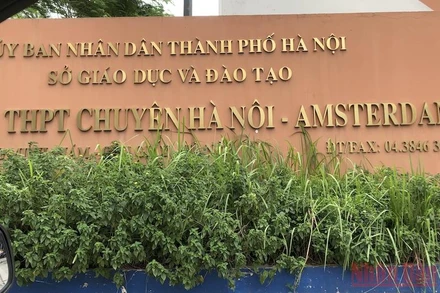 ỦY BAN NHÂN DÂN THÀNH PHỐ HÀ NỘI
SỞ GIÁO DỤC VÀ ĐÀO TẠO
THPT CHUYÊN HÀ NỘI - AMSTERDAM
ĐT/FAX: 04.3846 3